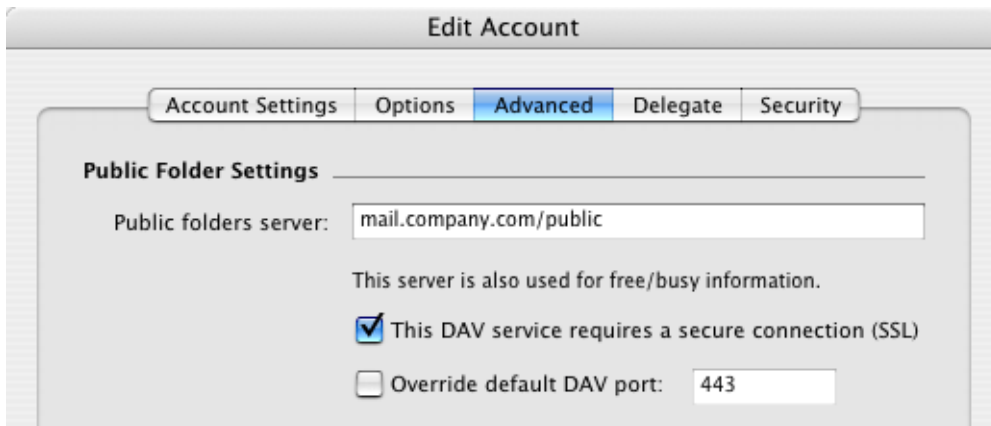 Edit Account
Account Settings Options Advanced Delegate Security
Public Folder Settings
Public folders server: mail.company.com/public
This server is also used for free/busy information.
This DAV service requires a secure connection (SSL)
Override default DAV port: 443